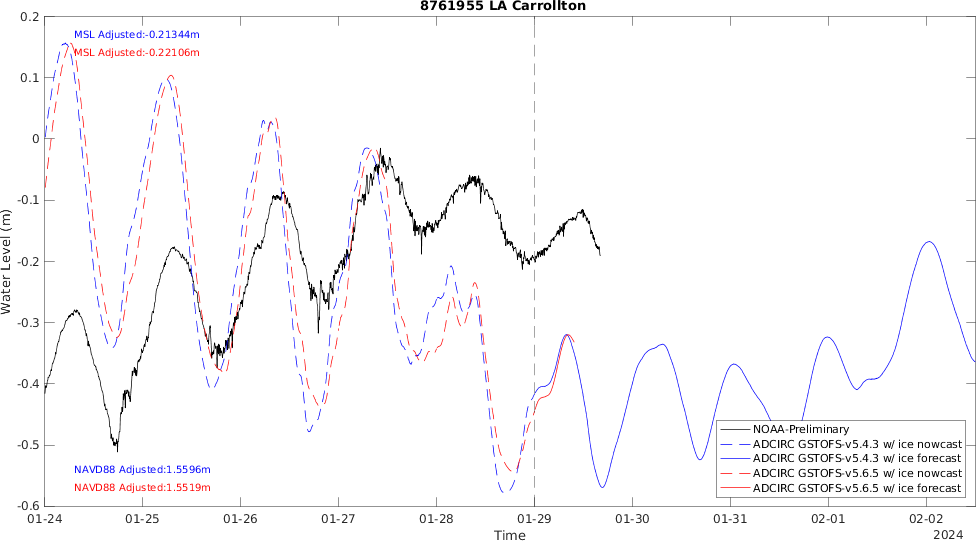 8761955 LA Carrollton
0.2
MSL Adjusted:-0.21344m
MSL Adjusted:-0.22106m
0.1
0
-0.1
-0.2
-0.3
-0.4
-0.5
-0.6
Water Level (m)
NAVD88 Adjusted:1.5596m
NAVD88 Adjusted:1.5519m
NOAA-Preliminary
ADCIRC GSTOFS-v5.4.3 w/ ice nowcast
ADCIRC GSTOFS-v5.4.3 w/ ice forecast
ADCIRC GSTOFS-v5.6.5 w/ ice nowcast
ADCIRC GSTOFS-v5.6.5 w/ ice forecast
01-24 01-25 01-26 01-27 01-28 01-29 01-30 01-31 02-01 02-02
Time
2024